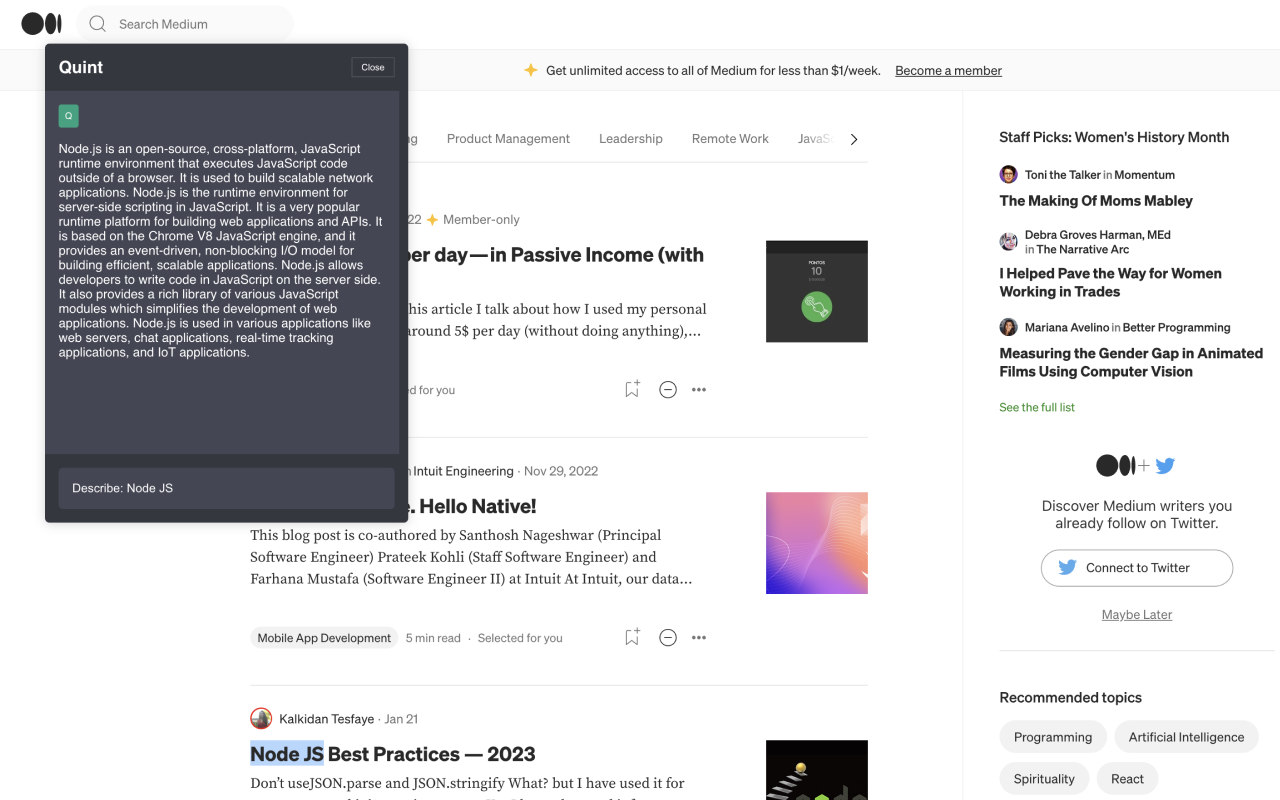 Search Medium
Quint
Close
Get unlimited access to all of Medium for less than $1/week.
Become a member
Q
Node.js is an open-source, cross-platform, JavaScript
runtime environment that executes JavaScript code
outside of a browser. It is used to build scalable network
applications. Node.js is the runtime environment for
server-side scripting in JavaScript. It is a very popular
runtime platform for building web applications and APIs. It
is based on the Chrome V8 JavaScript engine, and it
provides an event-driven, non-blocking I/O model for
building efficient, scalable applications. Node.js allows
developers to write code in JavaScript on the server side.
It also provides a rich library of various JavaScript
modules which simplifies the development of web
applications. Node.js is used in various applications like
web servers, chat applications, real-time tracking
applications, and IoT applications.
Describe: Node JS
Product Management
Leadership
Remote Work
22
Member-only
per day—in Passive Income (with
this article I talk about how I used my personal
around 5$ per day (without doing anything),...
for you
PONTOS
10
Intuit Engineering · Nov 29, 2022
Hello Native!
This blog post is co-authored by Santhosh Nageshwar (Principal
Software Engineer) Prateek Kohli (Staff Software Engineer) and
Farhana Mustafa (Software Engineer II) at Intuit At Intuit, our data...
Mobile App Development
5 min read · Selected for you
Kalkidan Tesfaye · Jan 21
Node JS Best Practices — 2023
Don't useJSON.parse and JSON.stringify What? but I have used it for
Staff Picks: Women's History Month
Toni the Talker in Momentum
The Making Of Moms Mabley
Debra Groves Harman, MEd
in The Narrative Arc
I Helped Pave the Way for Women
Working in Trades
Mariana Avelino in Better Programming
Measuring the Gender Gap in Animated
Films Using Computer Vision
See the full list
Discover Medium writers you
already follow on Twitter.
Connect to Twitter
Maybe Later
Recommended topics
Programming
Artificial Intelligence
Spirituality
React